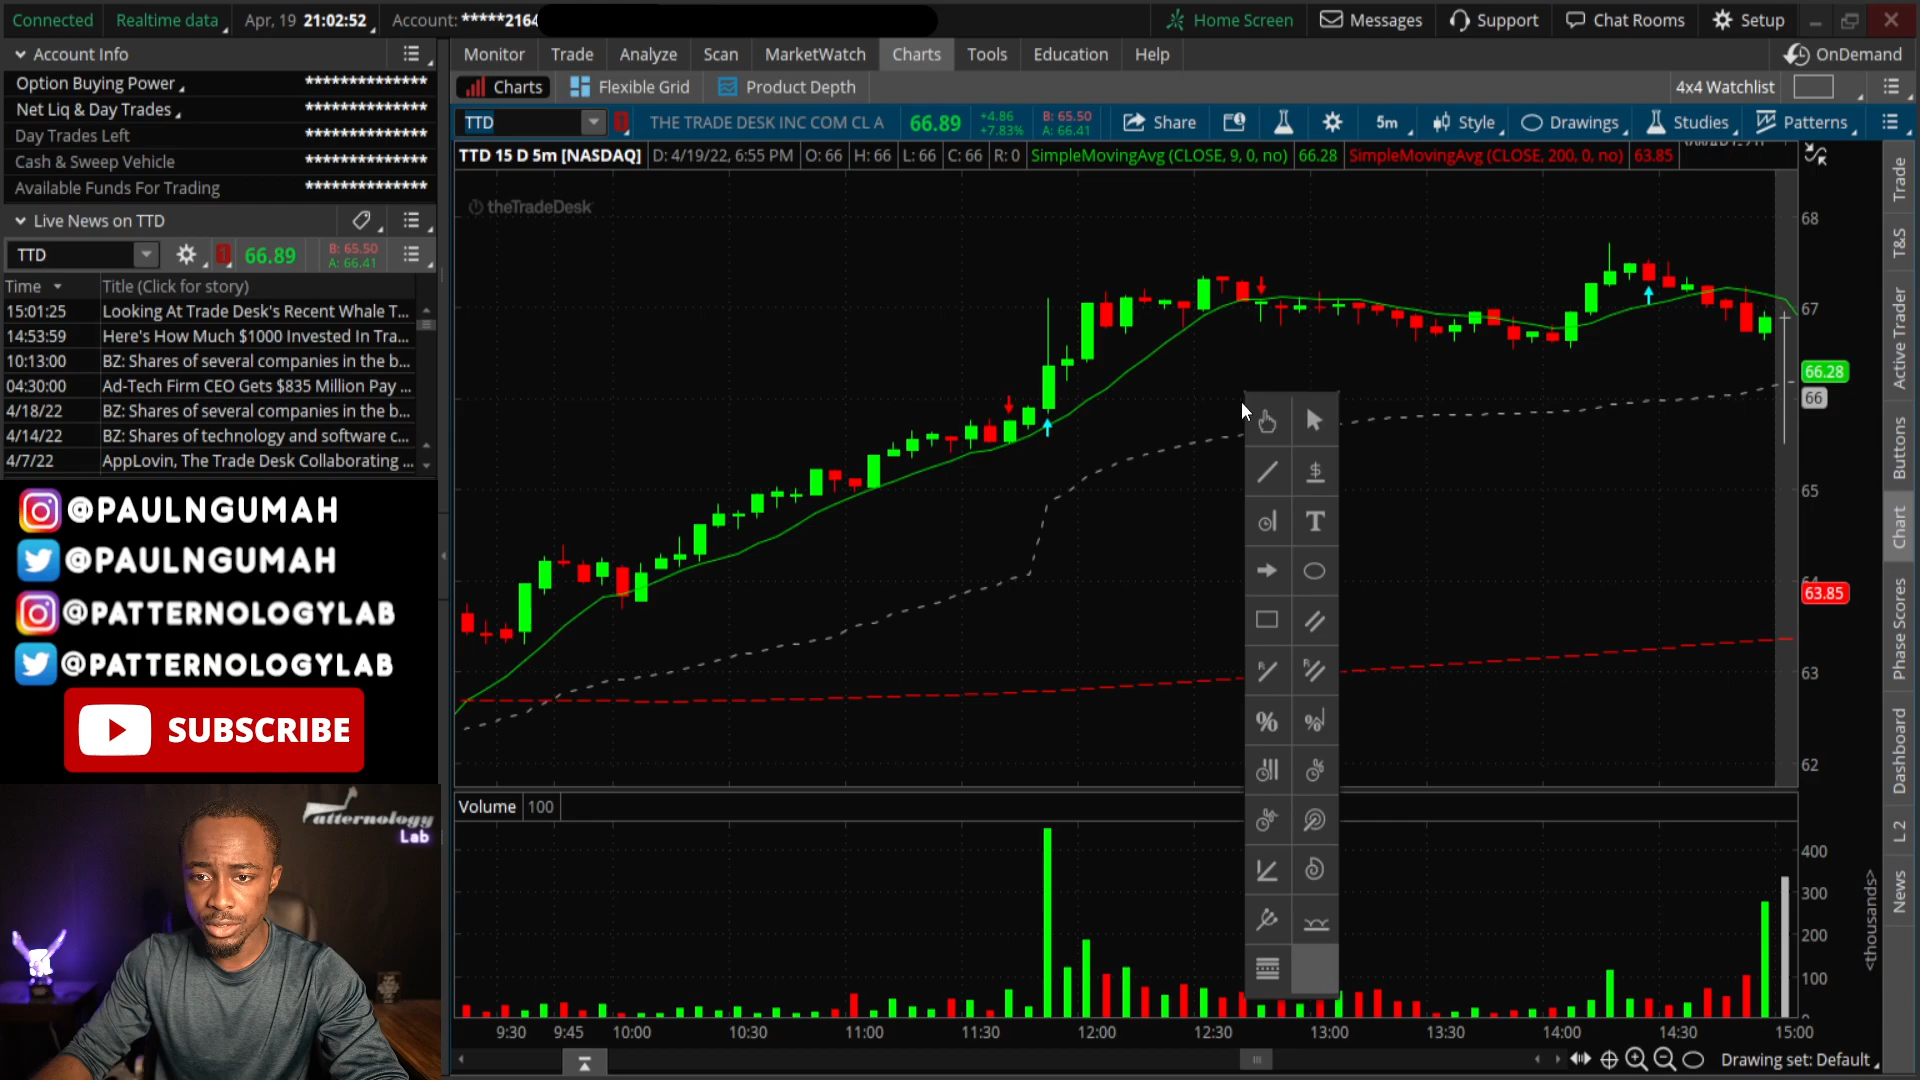 Connected Realtime data Apr, 19 21:02:52 Account: *****2164 Home Screen Messages Support Chat Rooms Setup
Account Info
Monitor Trade Analyze Scan MarketWatch Charts Tools Education Help OnDemand
Option Buying Power **************
Charts Flexible Grid Product Depth 4x4 Watchlist
Net Liq & Day Trades **************
Day Trades Left **************
Cash & Sweep Vehicle **************
Available Funds For Trading **************
TTD 1 THE TRADE DESK INC COM CL A 66.89 +4.86 +7.83% B: 65.50 A: 66.41 Share 5m Style Drawings Studies Patterns
TTD 15 D 5m [NASDAQ] D: 4/19/22, 6:55 PM O: 66 H: 66 L: 66 C: 66 R: 0 SimpleMovingAvg (CLOSE, 9, 0, no) 66.28 SimpleMovingAvg (CLOSE, 200, 0, no) 63.85
Live News on TTD
TTD 1 66.89 B: 65.50 A: 66.41
Time Title (Click for story)
15:01:25 Looking At Trade Desk's Recent Whale T...
14:53:59 Here's How Much $1000 Invested In Tra...
10:13:00 BZ: Shares of several companies in the b...
04:30:00 Ad-Tech Firm CEO Gets $835 Million Pay ...
4/18/22 BZ: Shares of several companies in the b...
4/14/22 BZ: Shares of technology and software c...
4/7/22 AppLovin, The Trade Desk Collaborating ...
theTradeDesk
68
67
66.28
66
65
64
63.85
63
62
$
T
R
R
%
%
%
@PAULNGUMAH
@PAULNGUMAH
@PATTERNOLOGYLAB
@PATTERNOLOGYLAB
SUBSCRIBE
Patternology
Lab
Volume 100
400
300
200
100
0
<thousands>
9:30 9:45 10:00 10:30 11:00 11:30 12:00 12:30 13:00 13:30 14:00 14:30 15:00
Drawing set: Default
Trade
T&S
Active Trader
Buttons
Chart
Phase Scores
Dashboard
L 2
News